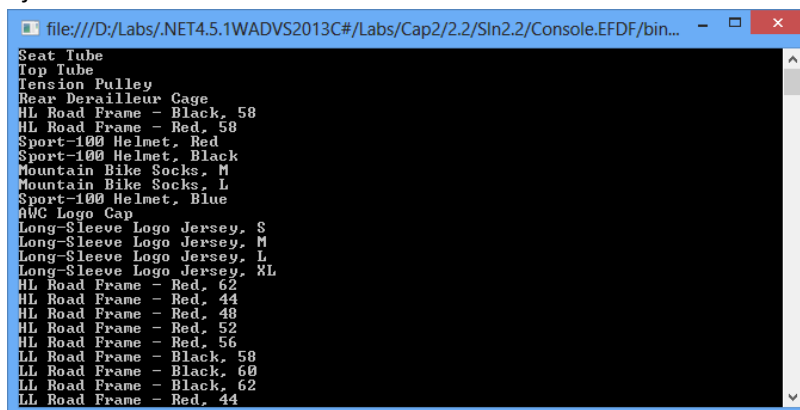 file:///D:/Labs/.NET4.5.1WADVS2013C#/Labs/Cap2/2.2/Sln2.2/Console.EFDF/bin...
Seat Tube
Top Tube
Tension Pulley
Rear Derailleur Cage
HL Road Frame - Black, 58
HL Road Frame - Red, 58
Sport-100 Helmet, Red
Sport-100 Helmet, Black
Mountain Bike Socks, M
Mountain Bike Socks, L
Sport-100 Helmet, Blue
AWC Logo Cap
Long-Sleeve Logo Jersey, S
Long-Sleeve Logo Jersey, M
Long-Sleeve Logo Jersey, L
Long-Sleeve Logo Jersey, XL
HL Road Frame - Red, 62
HL Road Frame - Red, 44
HL Road Frame - Red, 48
HL Road Frame - Red, 52
HL Road Frame - Red, 56
LL Road Frame - Black, 58
LL Road Frame - Black, 60
LL Road Frame - Black, 62
LL Road Frame - Red, 44